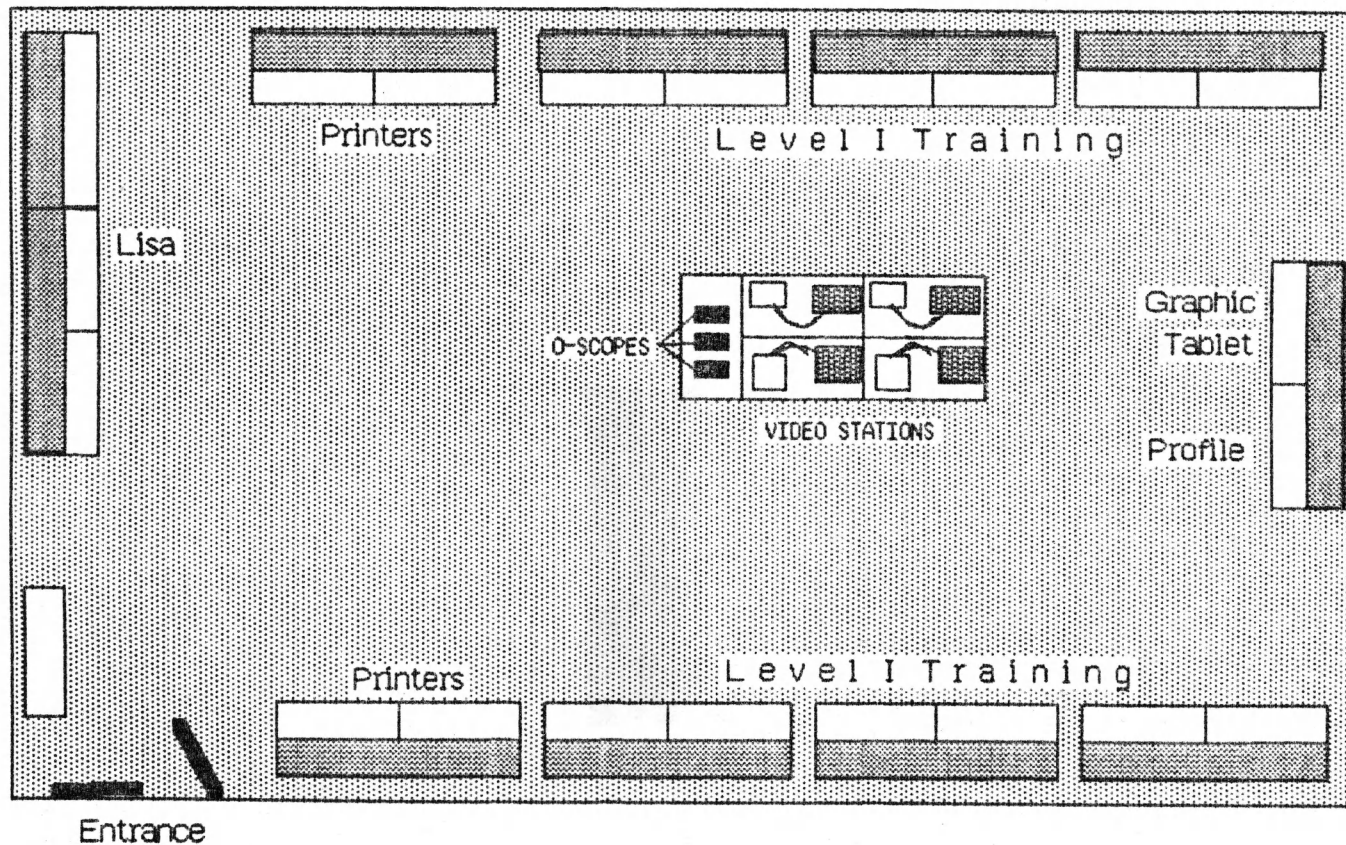 Printers
Level I Training
Lisa
Graphic
Tablet
O-SCOPES
VIDEO STATIONS
Profile
Printers
Level I Training
Entrance